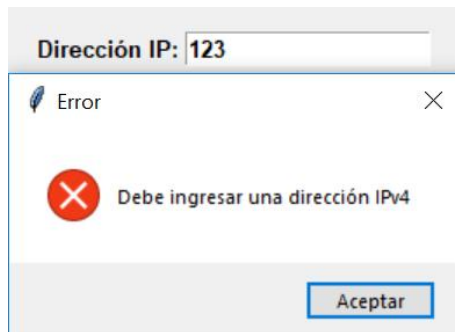 Dirección IP: 123
Error
Debe ingresar una dirección IPv4
Aceptar